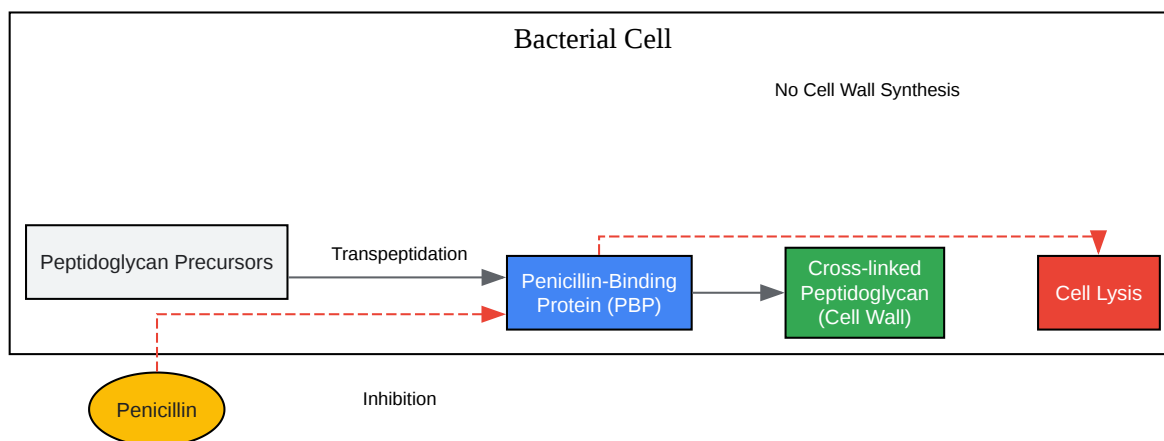 Bacterial Cell
No Cell Wall Synthesis
Peptidoglycan Precursors
Transpeptidation
Penicillin-Binding
Protein (PBP)
Cross-linked
Peptidoglycan
(Cell Wall)
Cell Lysis
Penicillin
Inhibition